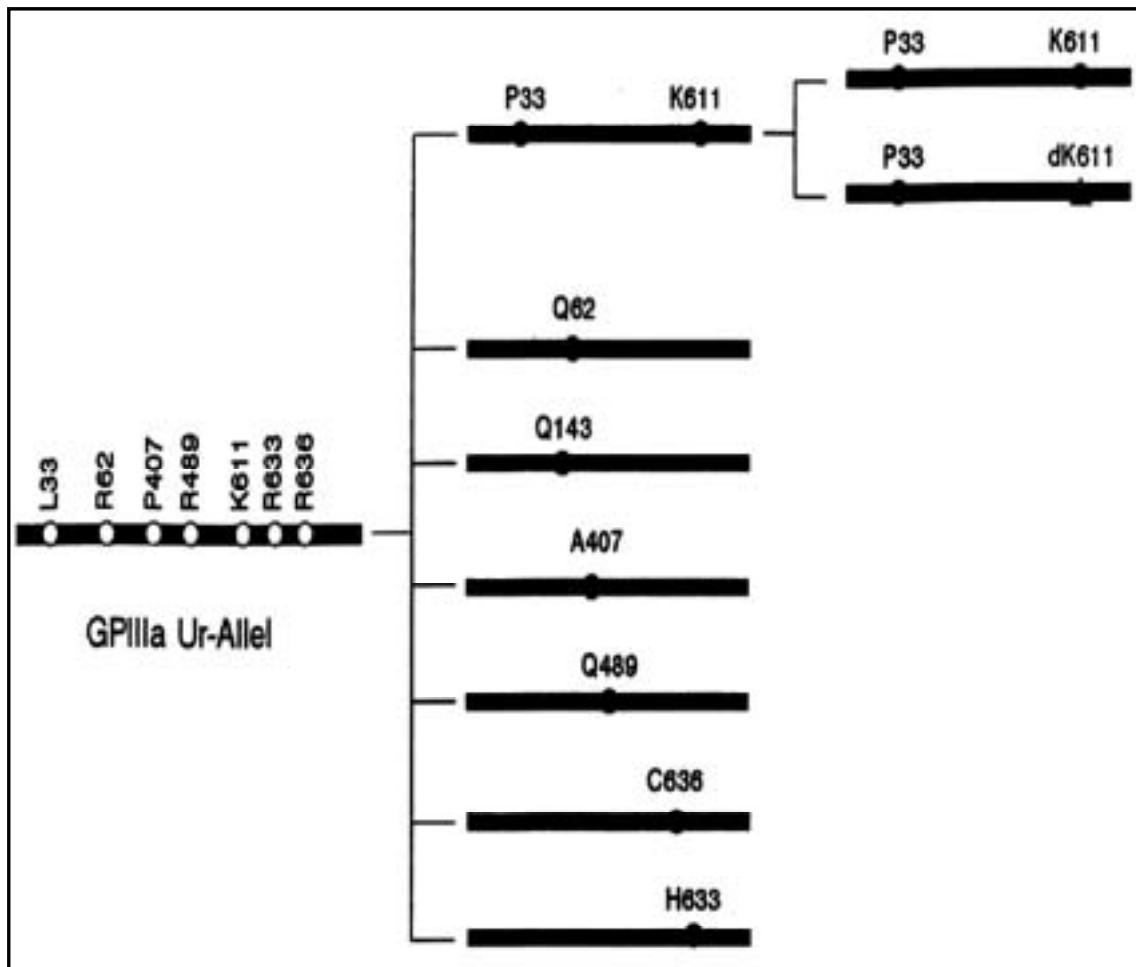 P33 K611
P33 K611
P33 dK611
Q62
Q143
L33 R62 P407 R489 K611 R633 R636
A407
GPIIIa Ur-Allel
Q489
C636
H633